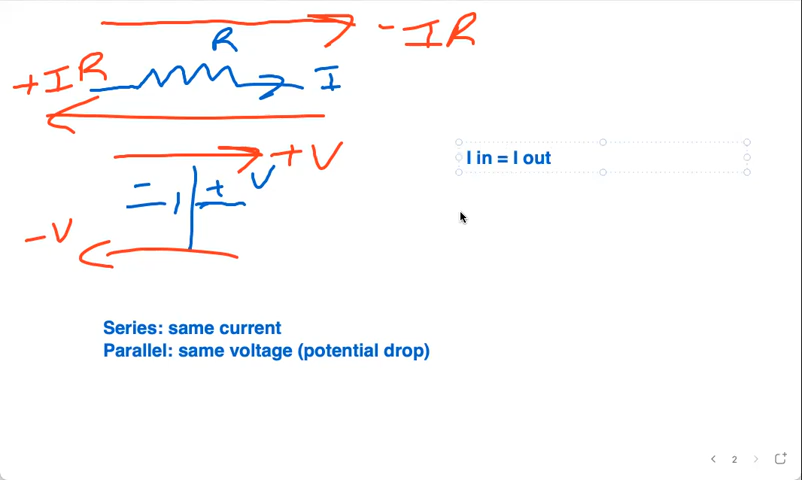 -IR
R
+IR
I
+V
- + V
-V
I in = I out
Series: same current
Parallel: same voltage (potential drop)
2